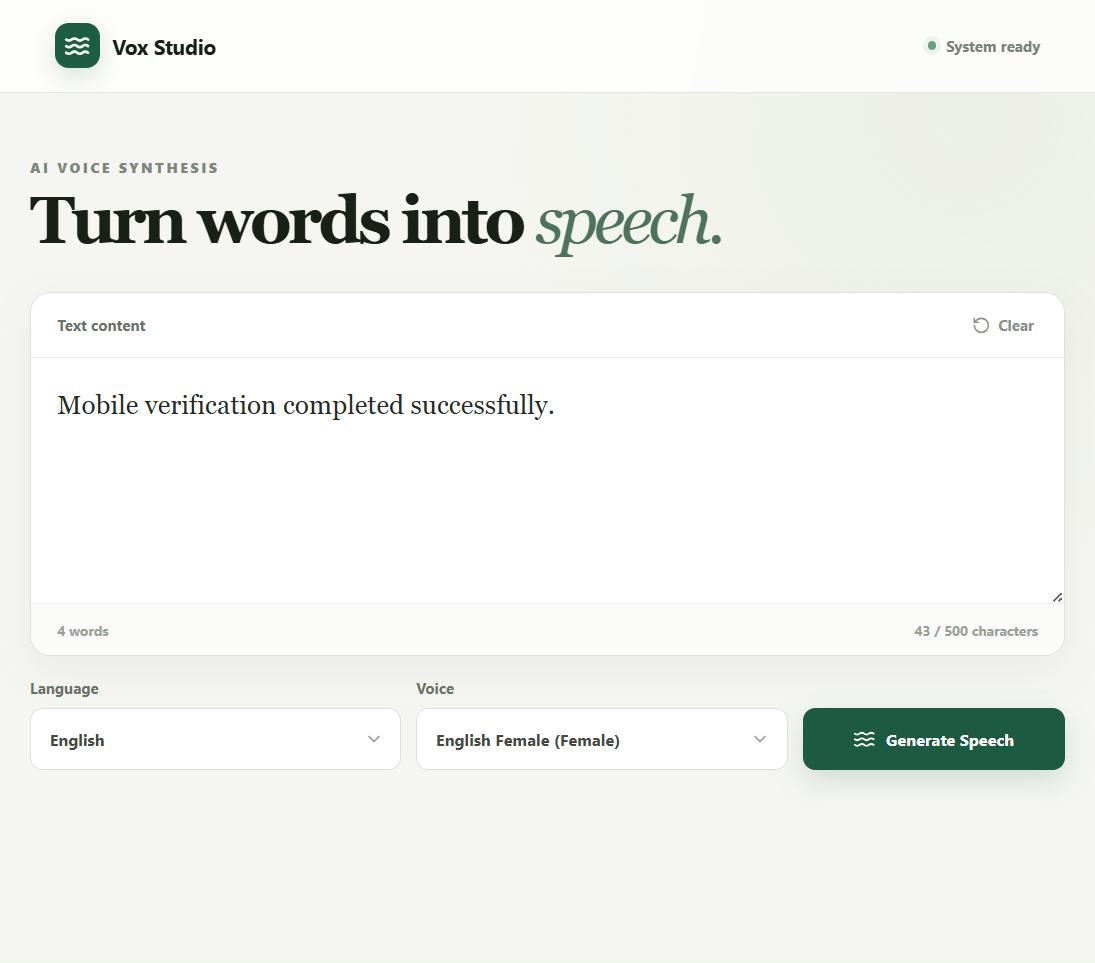 Vox Studio
System ready
AI VOICE SYNTHESIS
Turn words into speech.
Text content
Clear
Mobile verification completed successfully.
4 words
43 / 500 characters
Language
Voice
English
English Female (Female)
Generate Speech